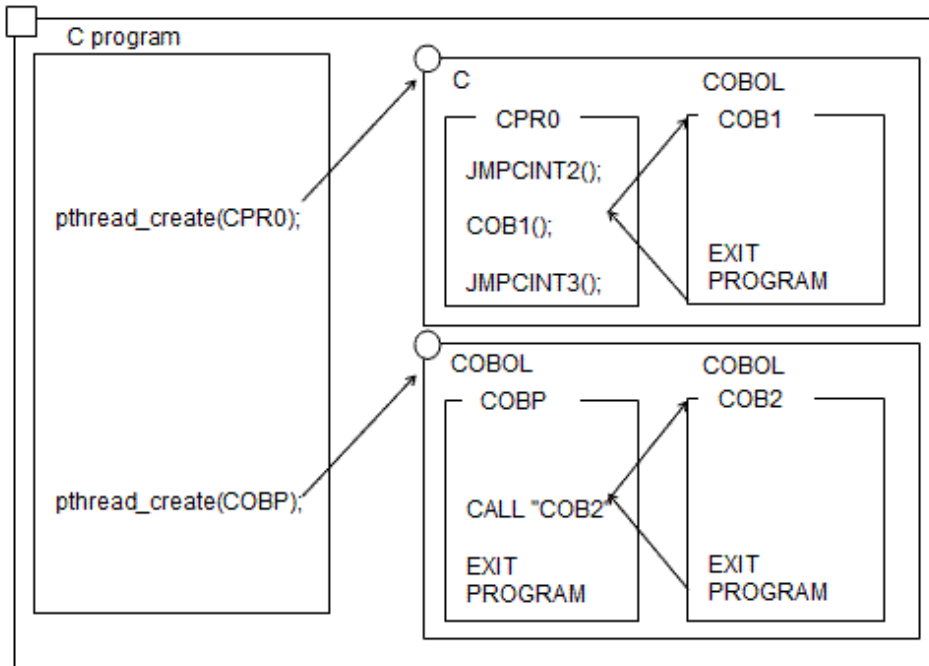 C program
pthread_create(CPR0);
pthread_create(COBP);
C
COBOL
CPR0
COB1
JMPCINT2();
COB1();
JMPCINT3();
EXIT
PROGRAM
COBOL
COBOL
COBP
COB2
CALL "COB2"
EXIT
PROGRAM
EXIT
PROGRAM